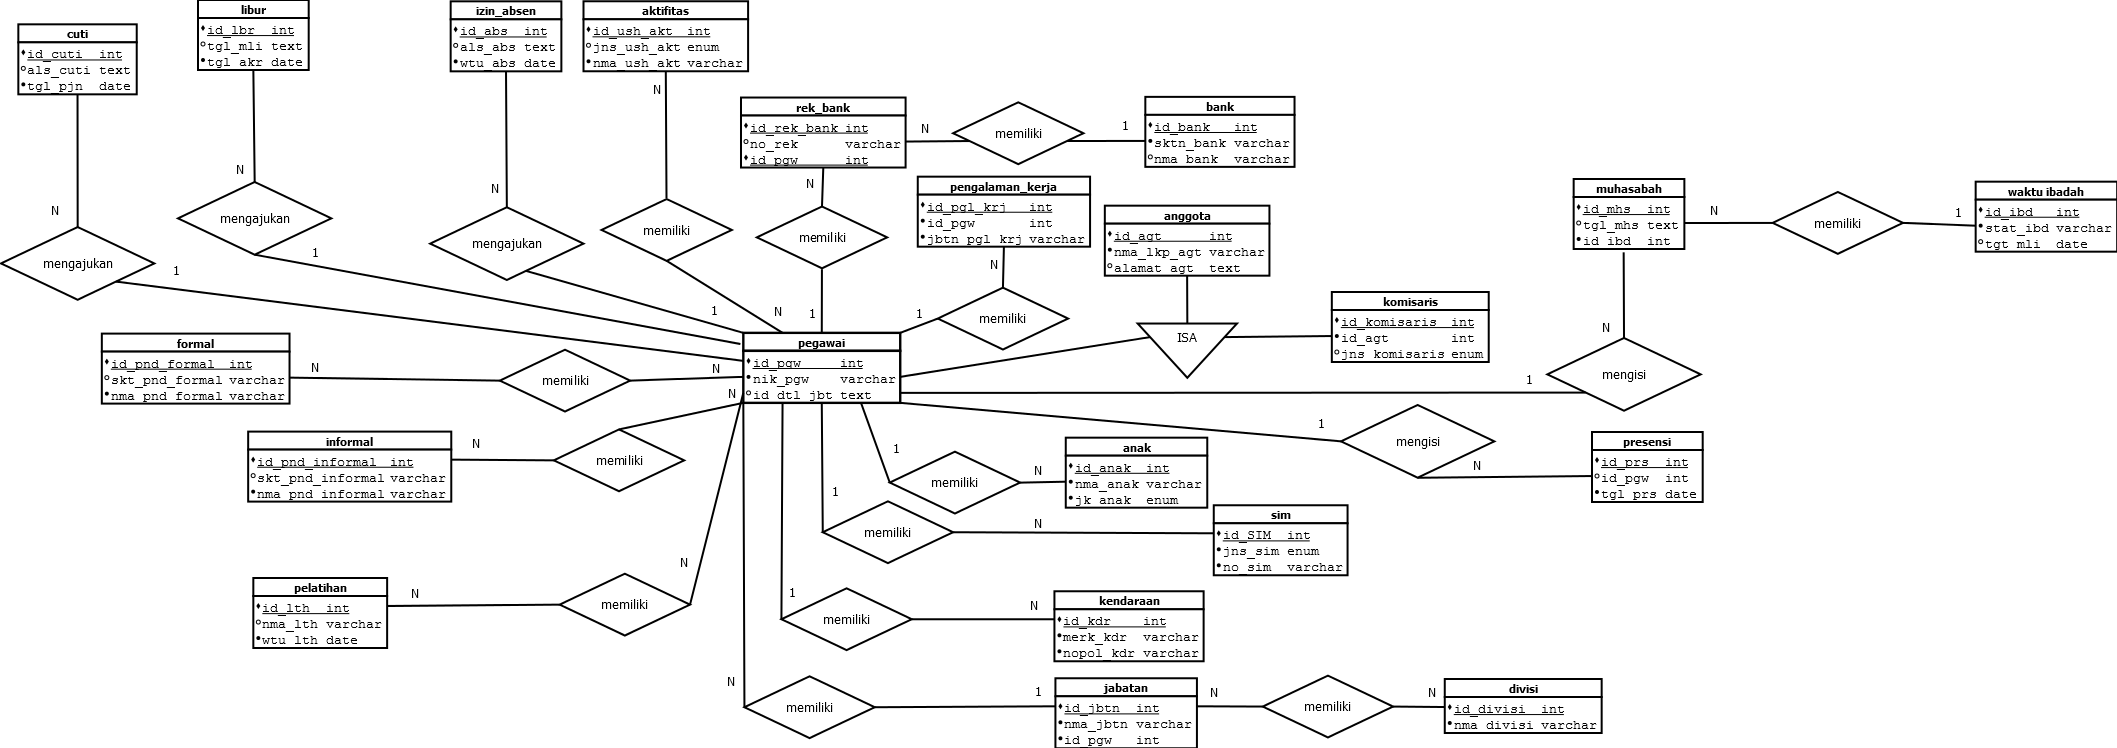 cuti
id_cuti int
als_cuti text
tgl_pjn date
libur
id_lbr int
tgl_mli text
tgl_akr date
izin_absen
id_abs int
als_abs text
wtu_abs date
aktifitas
id_ush_akt int
jns_ush_akt enum
nma_ush_akt varchar
rek_bank
id_rek_bank int
no_rek varchar
id_pgw int
N
memiliki
1
bank
id_bank int
sktn_bank varchar
nma_bank varchar
pengalaman_kerja
id_pgl_krj int
id_pgw int
jbtn_pgl_krj varchar
anggota
id_agt int
nma_lkp_agt varchar
alamat_agt text
muhasabah
id_mhs int
tgl_mhs text
id_ibd int
N
memiliki
1
waktu ibadah
id_ibd int
stat_ibd varchar
tgt_mli date
N
mengajukan
1
N
mengajukan
1
N
mengajukan
1
N
memiliki
N
N
memiliki
1
N
memiliki
1
ISA
komisaris
id_komisaris int
id_agt int
jns_komisaris enum
N
mengisi
1
pegawai
id_pgw int
nik_pgw varchar
id_dtl_jbt text
formal
id_pnd_formal int
skt_pnd_formal varchar
nma_pnd_formal varchar
N
memiliki
N
informal
id_pnd_informal int
skt_pnd_informal varchar
nma_pnd_informal varchar
N
memiliki
N
1
mengisi
N
presensi
id_prs int
id_pgw int
tgl_prs date
1
memiliki
N
anak
id_anak int
nma_anak varchar
jk_anak enum
1
memiliki
N
sim
id_SIM int
jns_sim enum
no_sim varchar
pelatihan
id_lth int
nma_lth varchar
wtu_lth date
N
memiliki
N
1
memiliki
N
kendaraan
id_kdr int
merk_kdr varchar
nopol_kdr varchar
N
memiliki
1
jabatan
id_jbtn int
nma_jbtn varchar
id_pgw int
N
memiliki
N
divisi
id_divisi int
nma_divisi varchar